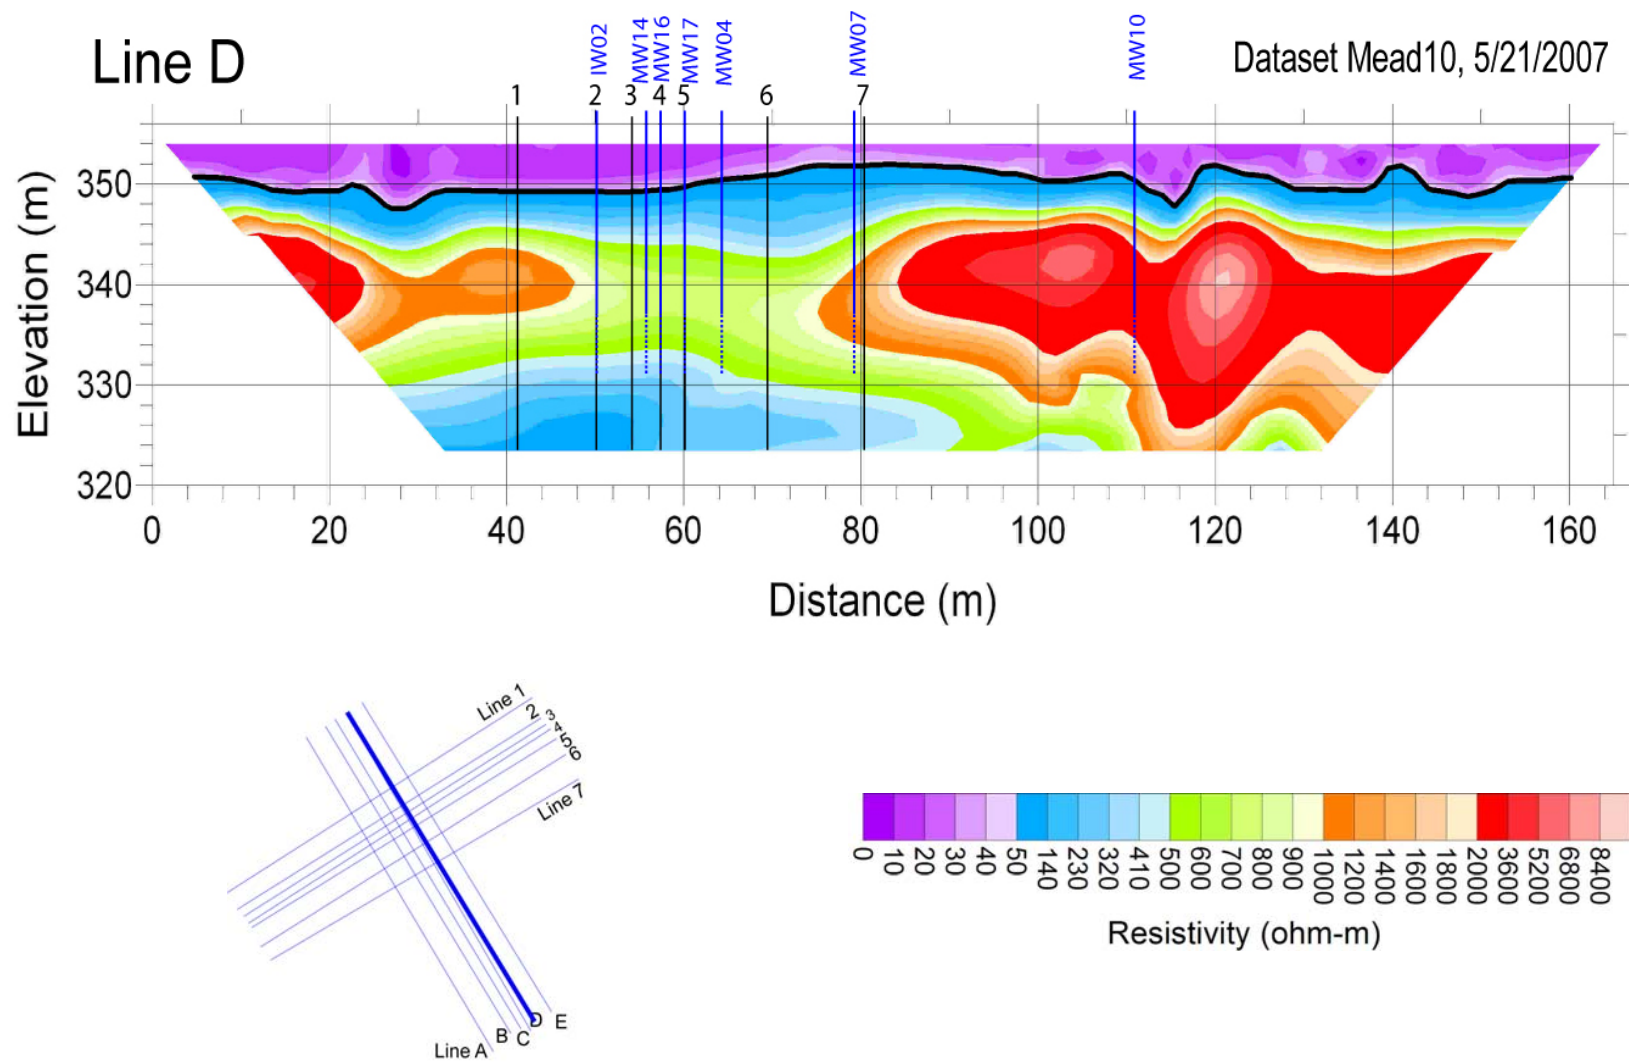 Line D
IW02
MW14
MW16
MW17
MW04
MW07
MW10
Dataset Mead10, 5/21/2007
1 2 3 4 5 6 7
350
340
330
320
Elevation (m)
0 20 40 60 80 100 120 140 160
Distance (m)
Line 1
2
3
4
5
6
Line 7
Line A
B
C
D
E
0 10 20 30 40 50 140 230 320 410 500 600 700 800 900 1000 1200 1400 1600 1800 2000 3600 5200 6800 8400
Resistivity (ohm-m)